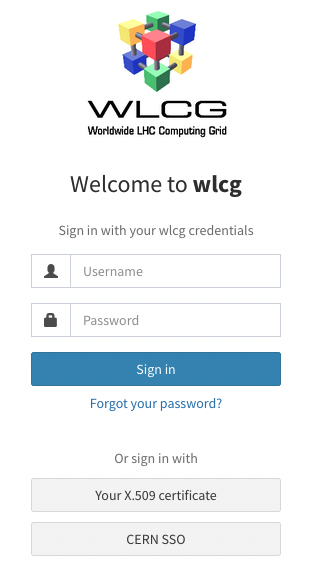 WLCG
Worldwide LHC Computing Grid
Welcome to wlcg
Sign in with your wlcg credentials
Username
Password
Sign in
Forgot your password?
Or sign in with
Your X.509 certificate
CERN SSO